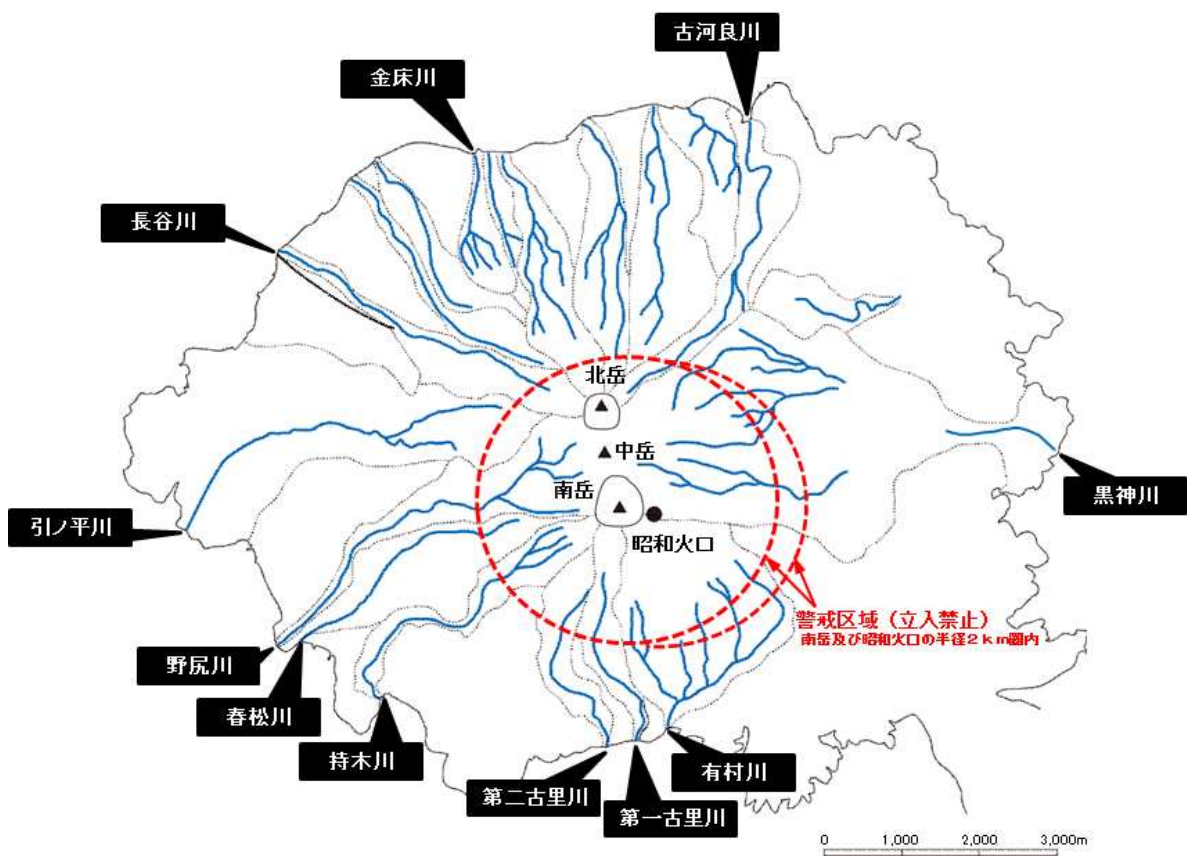 古河良川
金床川
長谷川
北岳
中岳
南岳
昭和火口
黒神川
引ノ平川
警戒区域（立入禁止）
南岳及び昭和火口の半径2km圏内
野尻川
春松川
持木川
有村川
第二古里川
第一古里川
0 1,000 2,000 3,000m